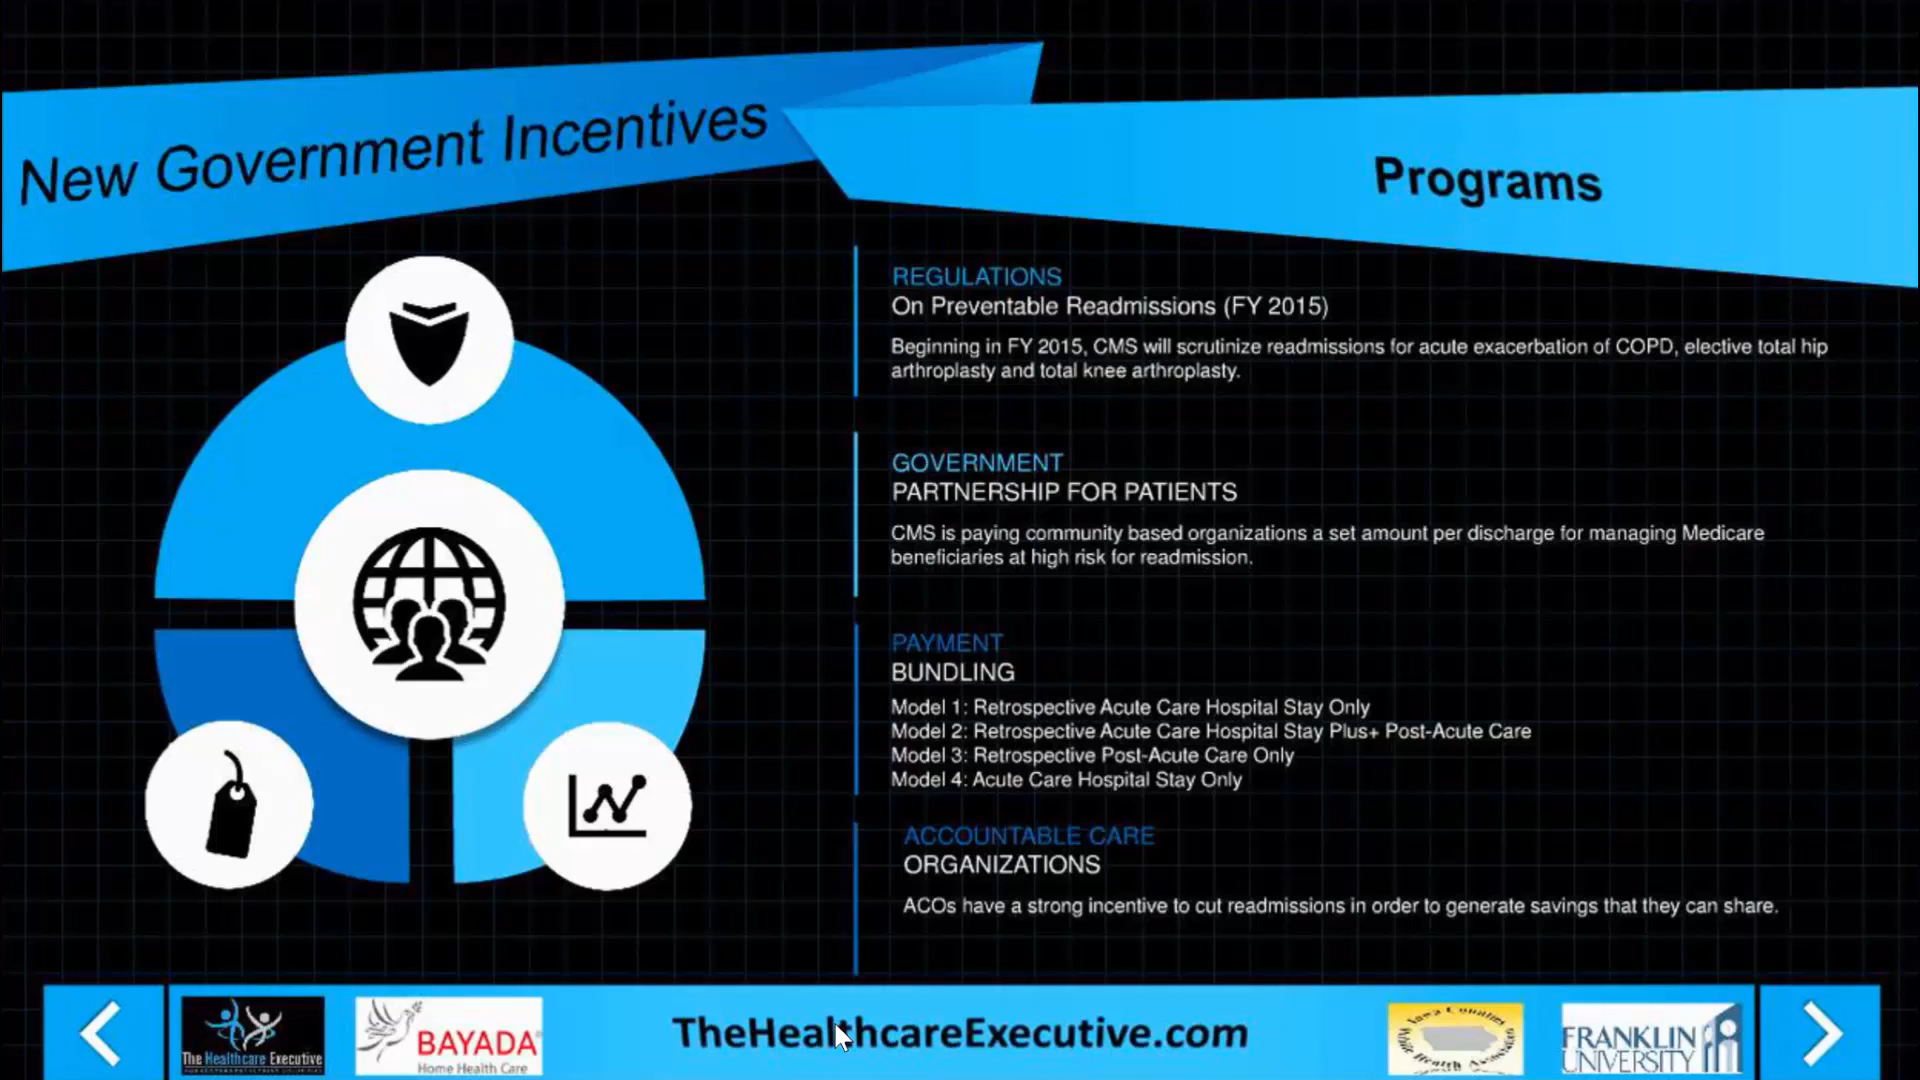 New Government Incentives
Programs
REGULATIONS
On Preventable Readmissions (FY 2015)
Beginning in FY 2015, CMS will scrutinize readmissions for acute exacerbation of COPD, elective total hip
arthroplasty and total knee arthroplasty.
GOVERNMENT
PARTNERSHIP FOR PATIENTS
CMS is paying community based organizations a set amount per discharge for managing Medicare
beneficiaries at high risk for readmission.
PAYMENT
BUNDLING
Model 1: Retrospective Acute Care Hospital Stay Only
Model 2: Retrospective Acute Care Hospital Stay Plus+ Post-Acute Care
Model 3: Retrospective Post-Acute Care Only
Model 4: Acute Care Hospital Stay Only
ACCOUNTABLE CARE
ORGANIZATIONS
ACOs have a strong incentive to cut readmissions in order to generate savings that they can share.
The Healthcare Executive
BAYADA
Home Health Care
TheHealthcareExecutive.com
Iowa Counties
Public Health Association
FRANKLIN
UNIVERSITY